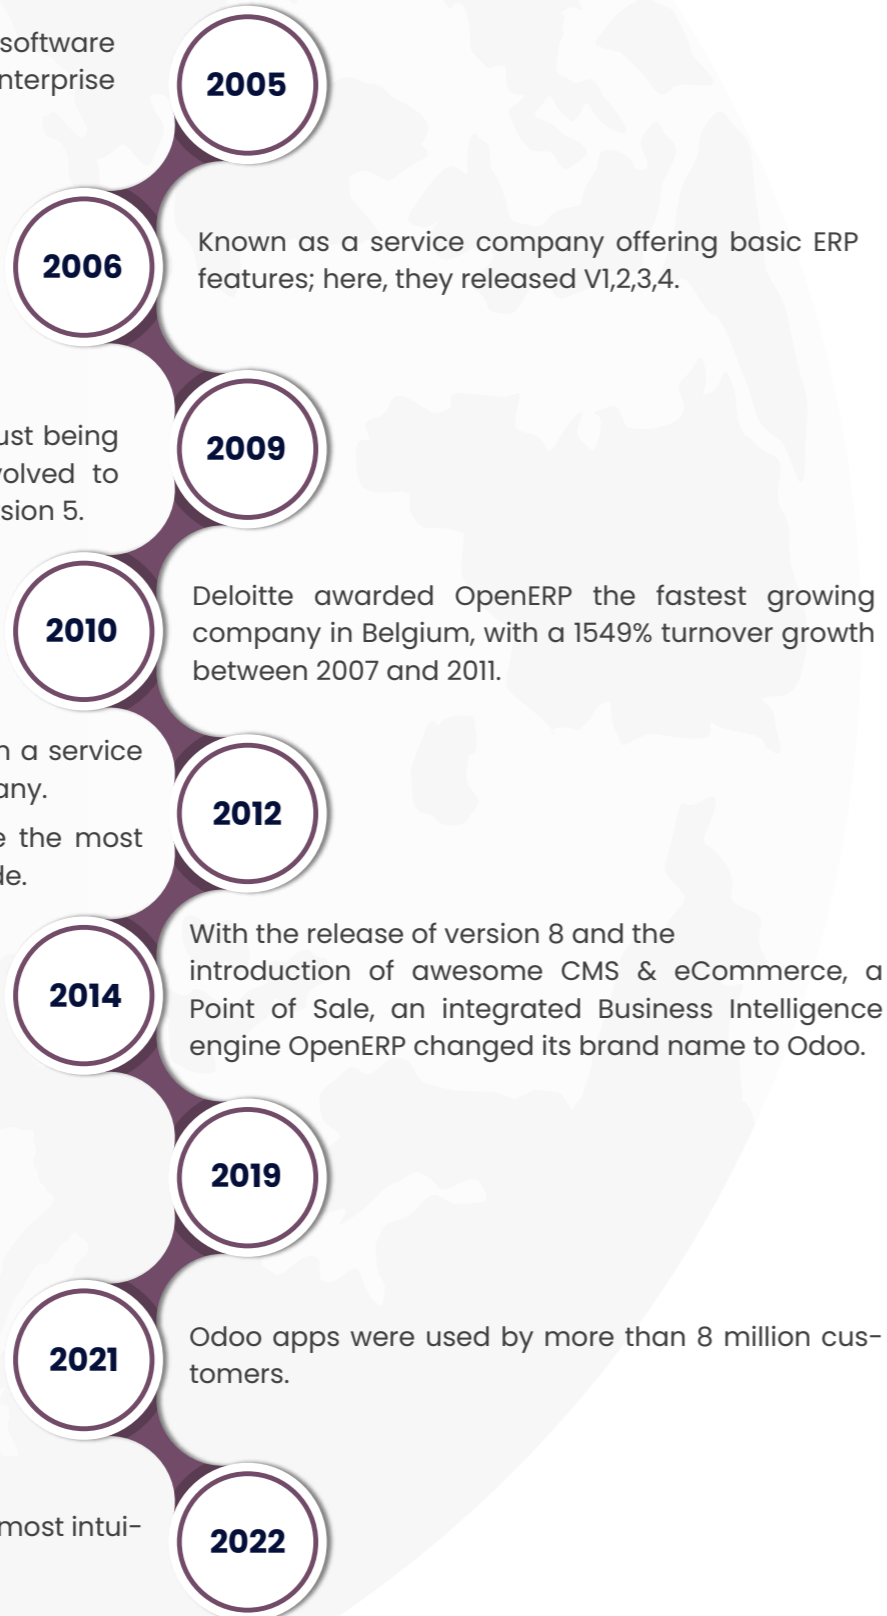 software
nterprise
2005
2006
Known as a service company offering basic ERP
features; here, they released V1,2,3,4.
ust being
volved to
sion 5.
2009
2010
Deloitte awarded OpenERP the fastest growing
company in Belgium, with a 1549% turnover growth
between 2007 and 2011.
n a service
any.
e the most
de.
2012
2014
With the release of version 8 and the
introduction of awesome CMS & eCommerce, a
Point of Sale, an integrated Business Intelligence
engine OpenERP changed its brand name to Odoo.
2019
2021
Odoo apps were used by more than 8 million cus-
tomers.
most intui-
2022